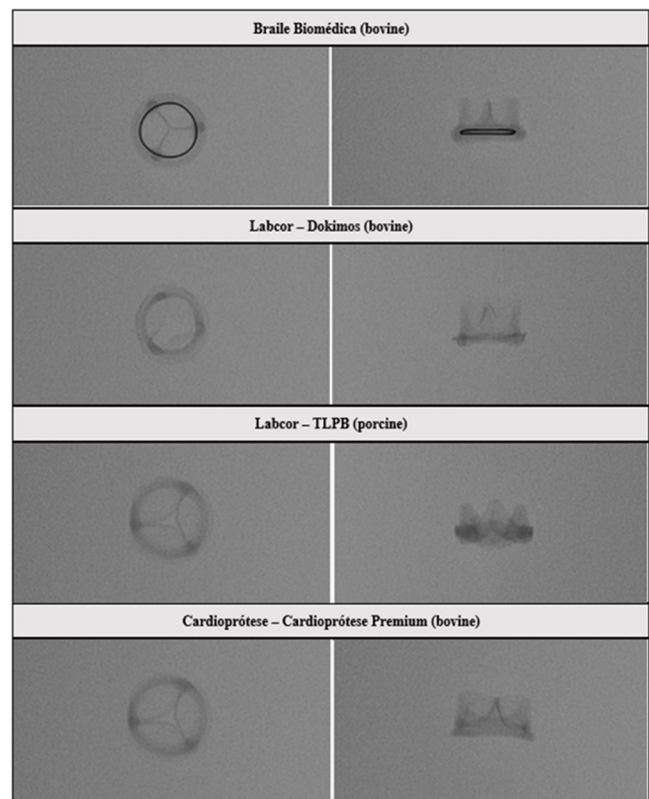 Braile Biomédica (bovine)
Labcor – Dokimos (bovine)
Labcor – TLPB (porcine)
Cardioprótese – Cardioprótese Premium (bovine)